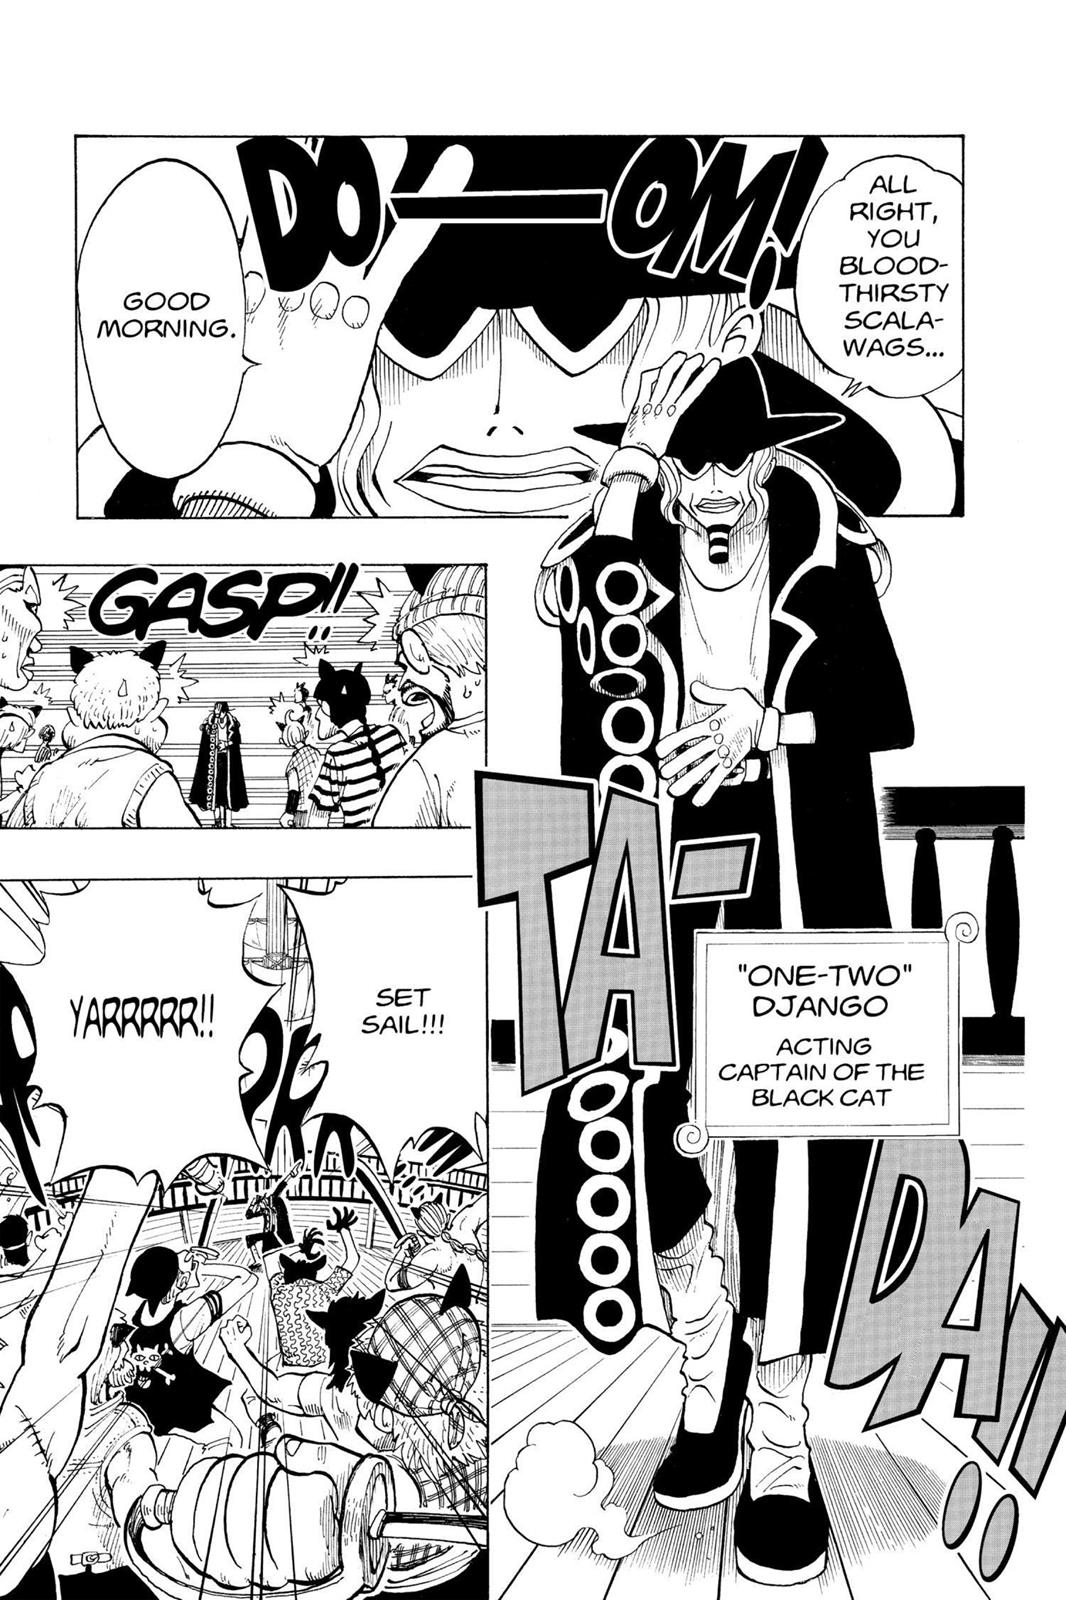 ALL
RIGHT,
YOU
BLOOD-
THIRSTY
SCALA-
WAGS...
DO—OM!
GOOD
MORNING.
GASP!!
TA-
DA!!
"ONE-TWO"
DJANGO
ACTING
CAPTAIN OF THE
BLACK CAT
SET
SAIL!!!
YARRRRR!!